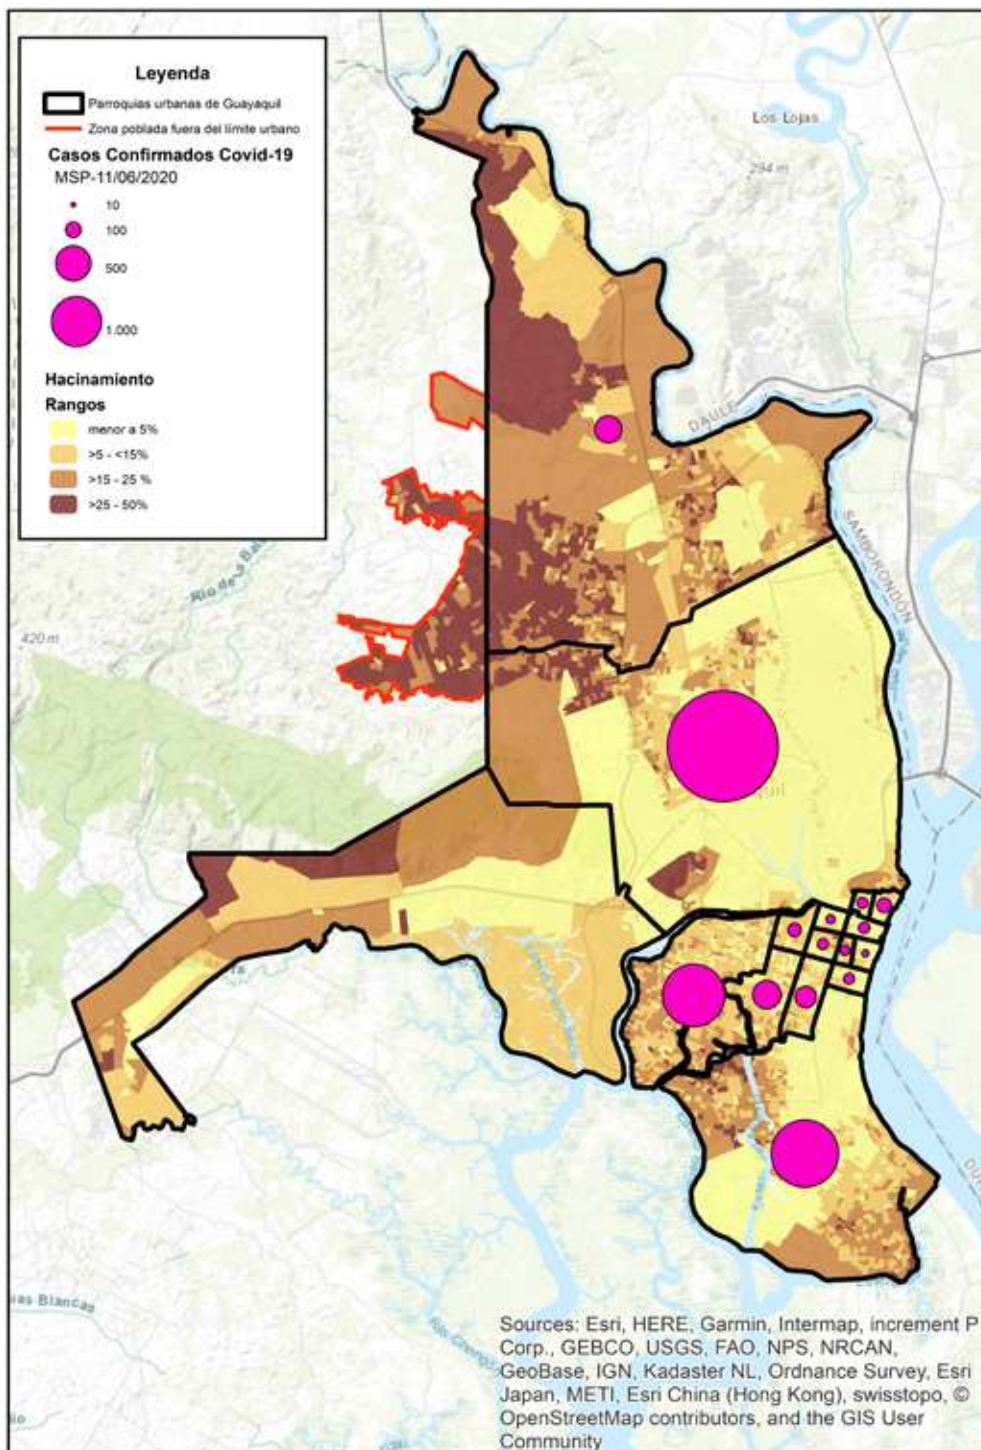 Leyenda
Parroquias urbanas de Guayaquil
Zona poblada fuera del límite urbano
Casos Confirmados Covid-19
MSP-11/06/2020
10
100
500
1.000
Hacinamiento
Rangos
menor a 5%
>5 - <15%
>15 - 25 %
>25 - 50%
Los Lojas
294 m
DAULE
SAMBORONDÓN
420 m
Sources: Esri, HERE, Garmin, Intermap, increment P
Corp., GEBCO, USGS, FAO, NPS, NRCAN,
GeoBase, IGN, Kadaster NL, Ordnance Survey, Esri
Japan, METI, Esri China (Hong Kong), swisstopo, ©
OpenStreetMap contributors, and the GIS User
Community